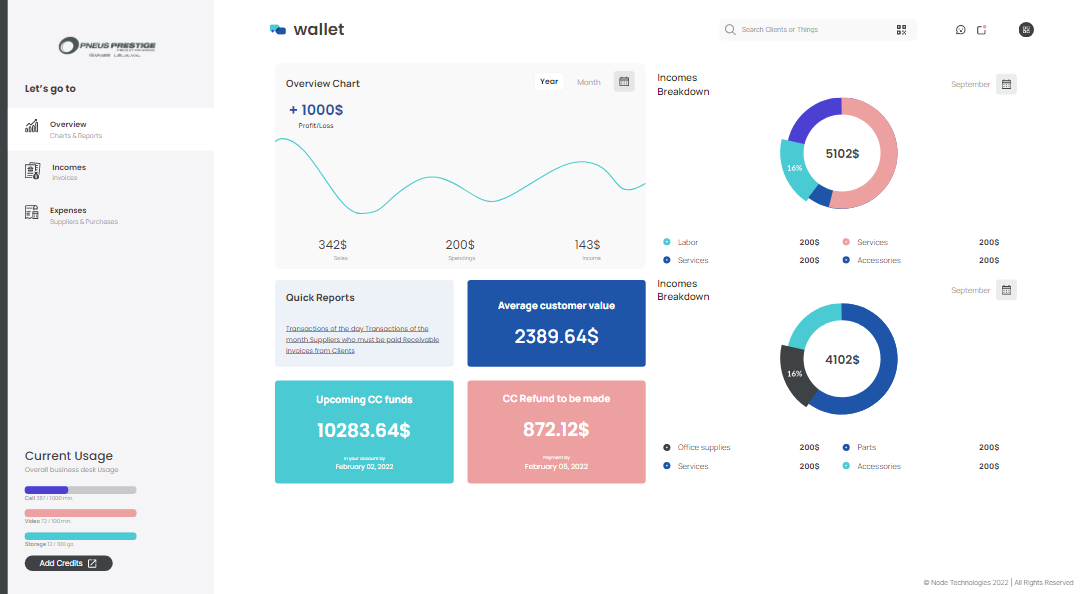 PNEUS PRESTIGE
Let's go to
Overview
Charts & Reports
Incomes
Invoices
Expenses
Suppliers & Purchases
Current Usage
Overall business desk Usage
Call 387 / 1000 min.
Video 72 / 100 min.
Storage 12 / 100 go.
Add Credits
wallet
Search Clients or Things
Overview Chart
Year
Month
+ 1000$
Profit/Loss
342$
200$
143$
Sales
Spendings
Income
Quick Reports
Transactions of the day Transactions of the
month Suppliers who must be paid Receivable
invoices from Clients
Average customer value
2389.64$
Upcoming CC funds
10283.64$
In your account by
February 02, 2022
CC Refund to be made
872.12$
Payment by
February 05, 2022
Incomes
Breakdown
September
5102$
16%
Labor 200$
Services 200$
Services 200$
Accessories 200$
Incomes
Breakdown
September
4102$
16%
Office supplies 200$
Parts 200$
Services 200$
Accessories 200$
© Node Technologies 2022 | All Rights Reserved